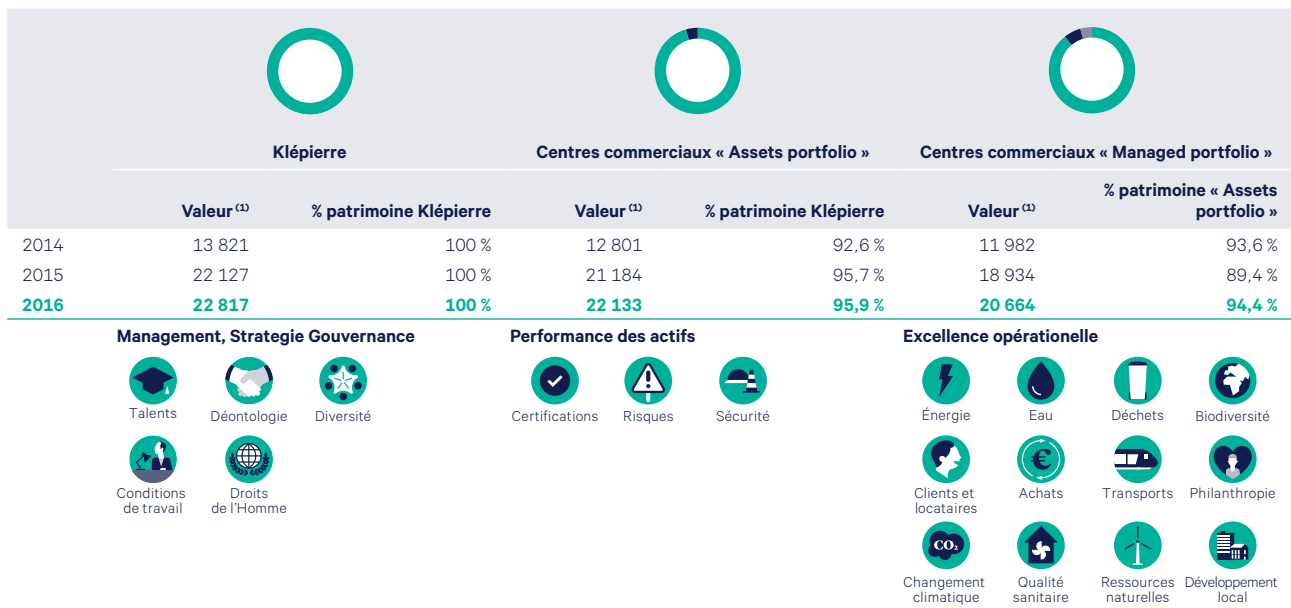 Klépierre
Centres commerciaux « Assets portfolio »
Centres commerciaux « Managed portfolio »
Valeur (1)
% patrimoine Klépierre
Valeur (1)
% patrimoine Klépierre
Valeur (1)
% patrimoine « Assets
portfolio »
2014 13 821 100 % 12 801 92,6 % 11 982 93,6 %
2015 22 127 100 % 21 184 95,7 % 18 934 89,4 %
2016 22 817 100 % 22 133 95,9 % 20 664 94,4 %
Management, Strategie Gouvernance
Talents
Déontologie
Diversité
Conditions
de travail
Droits
de l'Homme
Performance des actifs
Certifications
Risques
Sécurité
Excellence opérationelle
Énergie
Eau
Déchets
Biodiversité
Clients et
locataires
€
Achats
Transports
Philanthropie
CO₂
Changement
climatique
Qualité
sanitaire
Ressources
naturelles
Développement
local